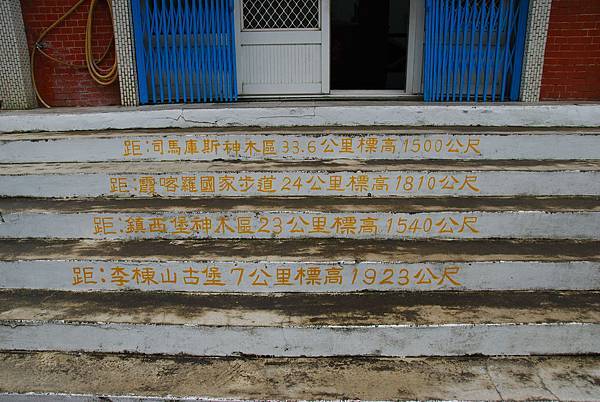 距:司馬庫斯神木區33.6公里標高1500公尺
距:霞喀羅國家步道24公里標高1810公尺
距:鎮西堡神木區23公里標高1540公尺
距:李棟山古堡7公里標高1923公尺